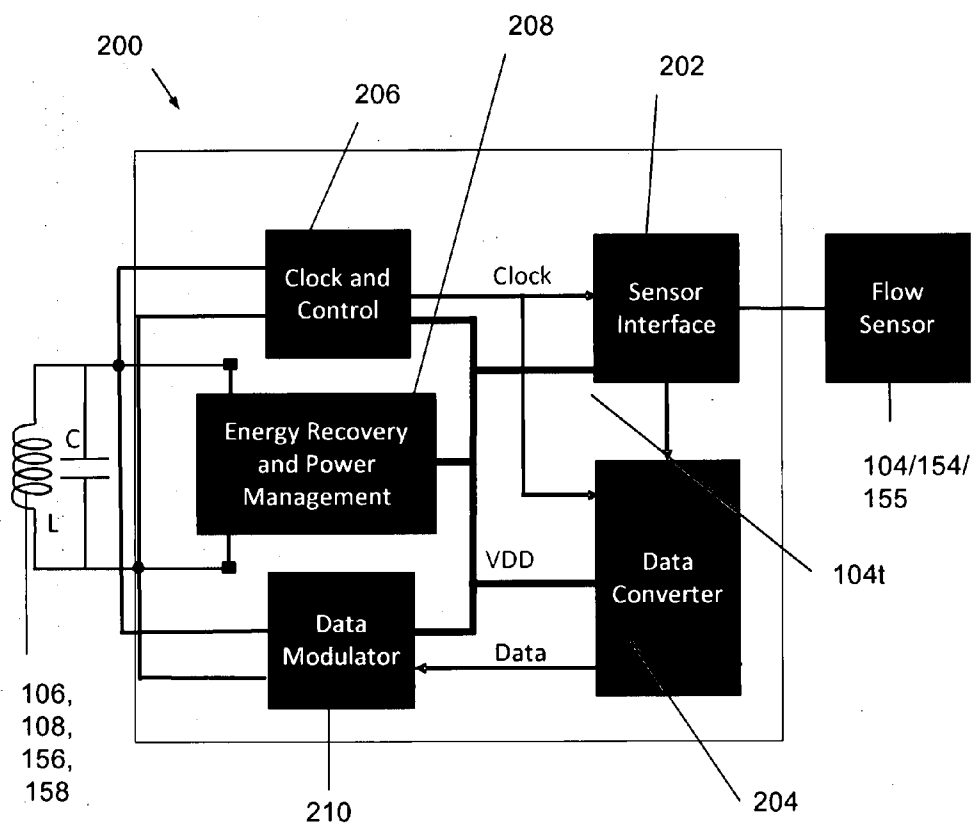 200
208
206
202
Clock and
Control
Clock
Sensor
Interface
Flow
Sensor
C
L
Energy Recovery
and Power
Management
104/154/
155
104t
VDD
Data
Converter
Data
Modulator
Data
106,
108,
156,
158
210
204